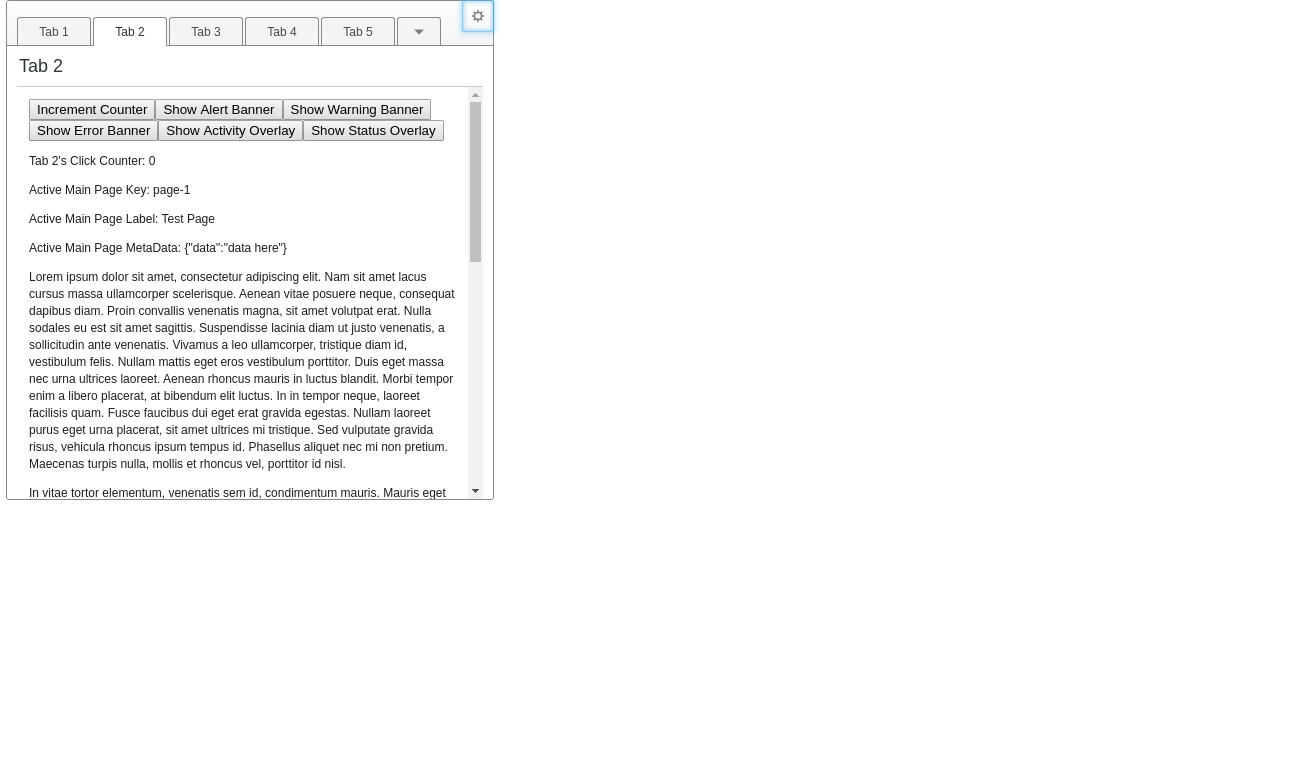 Tab 1 Tab 2 Tab 3 Tab 4 Tab 5
Tab 2
Increment Counter Show Alert Banner Show Warning Banner
Show Error Banner Show Activity Overlay Show Status Overlay
Tab 2's Click Counter: 0
Active Main Page Key: page-1
Active Main Page Label: Test Page
Active Main Page MetaData: {"data":"data here"}
Lorem ipsum dolor sit amet, consectetur adipiscing elit. Nam sit amet lacus
cursus massa ullamcorper scelerisque. Aenean vitae posuere neque, consequat
dapibus diam. Proin convallis venenatis magna, sit amet volutpat erat. Nulla
sodales eu est sit amet sagittis. Suspendisse lacinia diam ut justo venenatis, a
sollicitudin ante venenatis. Vivamus a leo ullamcorper, tristique diam id,
vestibulum felis. Nullam mattis eget eros vestibulum porttitor. Duis eget massa
nec urna ultrices laoreet. Aenean rhoncus mauris in luctus blandit. Morbi tempor
enim a libero placerat, at bibendum elit luctus. In in tempor neque, laoreet
facilisis quam. Fusce faucibus dui eget erat gravida egestas. Nullam laoreet
purus eget urna placerat, sit amet ultrices mi tristique. Sed vulputate gravida
risus, vehicula rhoncus ipsum tempus id. Phasellus aliquet nec mi non pretium.
Maecenas turpis nulla, mollis et rhoncus vel, porttitor id nisl.
In vitae tortor elementum, venenatis sem id, condimentum mauris. Mauris eget